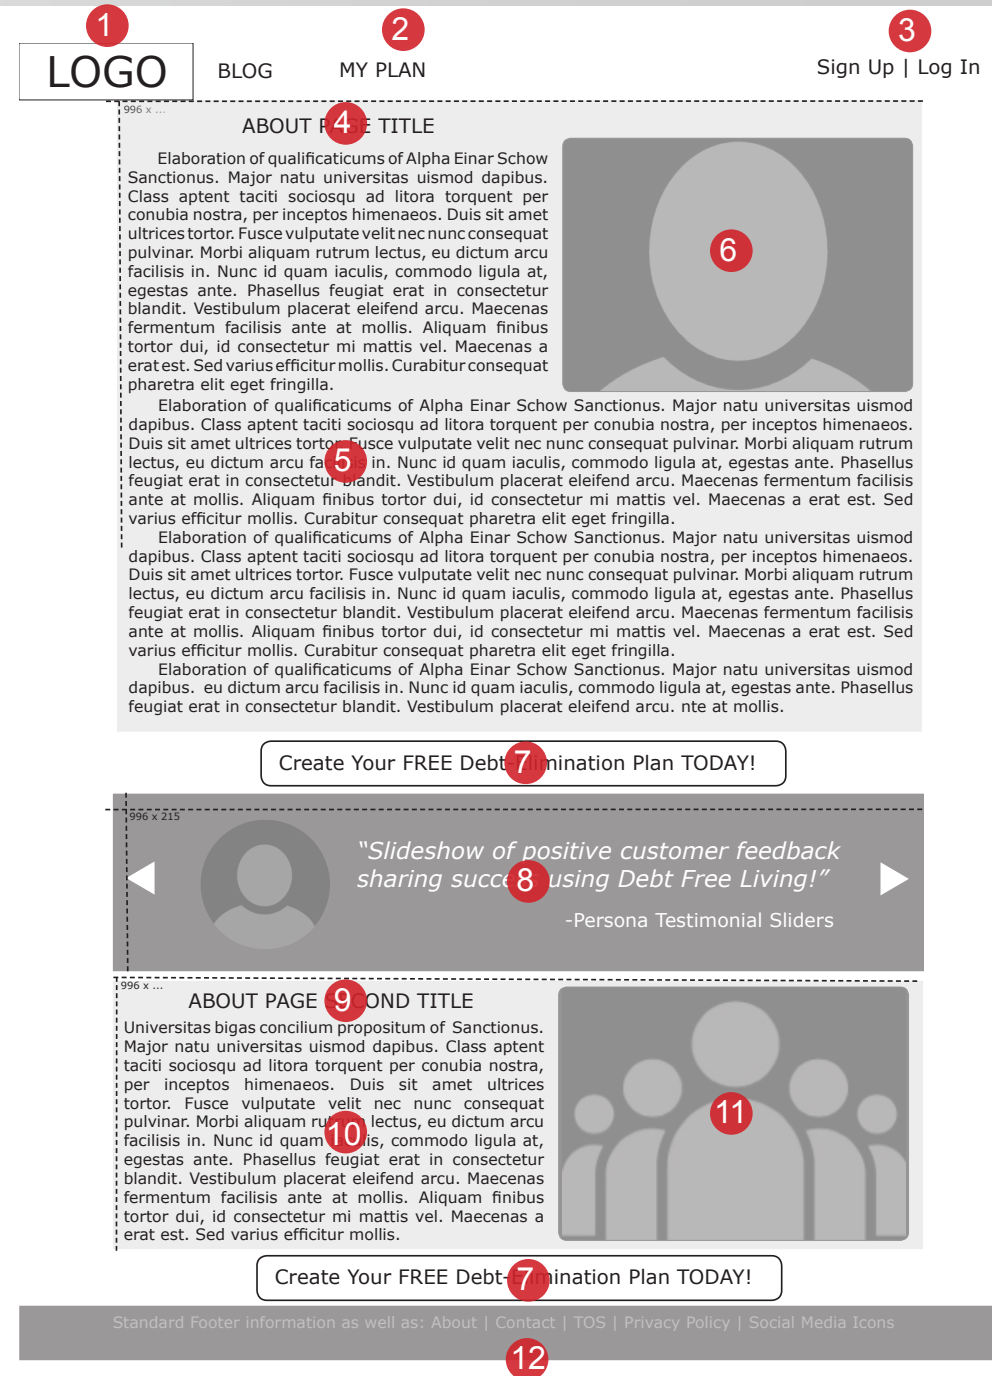 1
2
3
LOGO
BLOG
MY PLAN
Sign Up | Log In
996 x ...
ABOUT PAGE TITLE
4
Elaboration of qualificaticums of Alpha Einar Schow
Sanctionus. Major natu universitas uismod dapibus.
Class aptent taciti sociosqu ad litora torquent per
conubia nostra, per inceptos himenaeos. Duis sit amet
ultrices tortor. Fusce vulputate velit nec nunc consequat
pulvinar. Morbi aliquam rutrum lectus, eu dictum arcu
facilisis in. Nunc id quam iaculis, commodo ligula at,
egestas ante. Phasellus feugiat erat in consectetur
blandit. Vestibulum placerat eleifend arcu. Maecenas
fermentum facilisis ante at mollis. Aliquam finibus
tortor dui, id consectetur mi mattis vel. Maecenas a
erat est. Sed varius efficitur mollis. Curabitur consequat
pharetra elit eget fringilla.
6
Elaboration of qualificaticums of Alpha Einar Schow Sanctionus. Major natu universitas uismod
dapibus. Class aptent taciti sociosqu ad litora torquent per conubia nostra, per inceptos himenaeos.
Duis sit amet ultrices tortor. Fusce vulputate velit nec nunc consequat pulvinar. Morbi aliquam rutrum
lectus, eu dictum arcu facilisis in. Nunc id quam iaculis, commodo ligula at, egestas ante. Phasellus
feugiat erat in consectetur blandit. Vestibulum placerat eleifend arcu. Maecenas fermentum facilisis
ante at mollis. Aliquam finibus tortor dui, id consectetur mi mattis vel. Maecenas a erat est. Sed
varius efficitur mollis. Curabitur consequat pharetra elit eget fringilla.
5
Elaboration of qualificaticums of Alpha Einar Schow Sanctionus. Major natu universitas uismod
dapibus. Class aptent taciti sociosqu ad litora torquent per conubia nostra, per inceptos himenaeos.
Duis sit amet ultrices tortor. Fusce vulputate velit nec nunc consequat pulvinar. Morbi aliquam rutrum
lectus, eu dictum arcu facilisis in. Nunc id quam iaculis, commodo ligula at, egestas ante. Phasellus
feugiat erat in consectetur blandit. Vestibulum placerat eleifend arcu. Maecenas fermentum facilisis
ante at mollis. Aliquam finibus tortor dui, id consectetur mi mattis vel. Maecenas a erat est. Sed
varius efficitur mollis. Curabitur consequat pharetra elit eget fringilla.
Elaboration of qualificaticums of Alpha Einar Schow Sanctionus. Major natu universitas uismod
dapibus. eu dictum arcu facilisis in. Nunc id quam iaculis, commodo ligula at, egestas ante. Phasellus
feugiat erat in consectetur blandit. Vestibulum placerat eleifend arcu. nte at mollis.
Create Your FREE Debt-Elimination Plan TODAY!
7
996 x 215
“Slideshow of positive customer feedback
sharing success using Debt Free Living!”
8
-Persona Testimonial Sliders
996 x ...
ABOUT PAGE SECOND TITLE
9
Universitas bigas concilium propositum of Sanctionus.
Major natu universitas uismod dapibus. Class aptent
taciti sociosqu ad litora torquent per conubia nostra,
per inceptos himenaeos. Duis sit amet ultrices
tortor. Fusce vulputate velit nec nunc consequat
pulvinar. Morbi aliquam rutrum lectus, eu dictum arcu
facilisis in. Nunc id quam iaculis, commodo ligula at,
egestas ante. Phasellus feugiat erat in consectetur
blandit. Vestibulum placerat eleifend arcu. Maecenas
fermentum facilisis ante at mollis. Aliquam finibus
tortor dui, id consectetur mi mattis vel. Maecenas a
erat est. Sed varius efficitur mollis.
10
11
Create Your FREE Debt-Elimination Plan TODAY!
7
Standard Footer information as well as: About | Contact | TOS | Privacy Policy | Social Media Icons
12